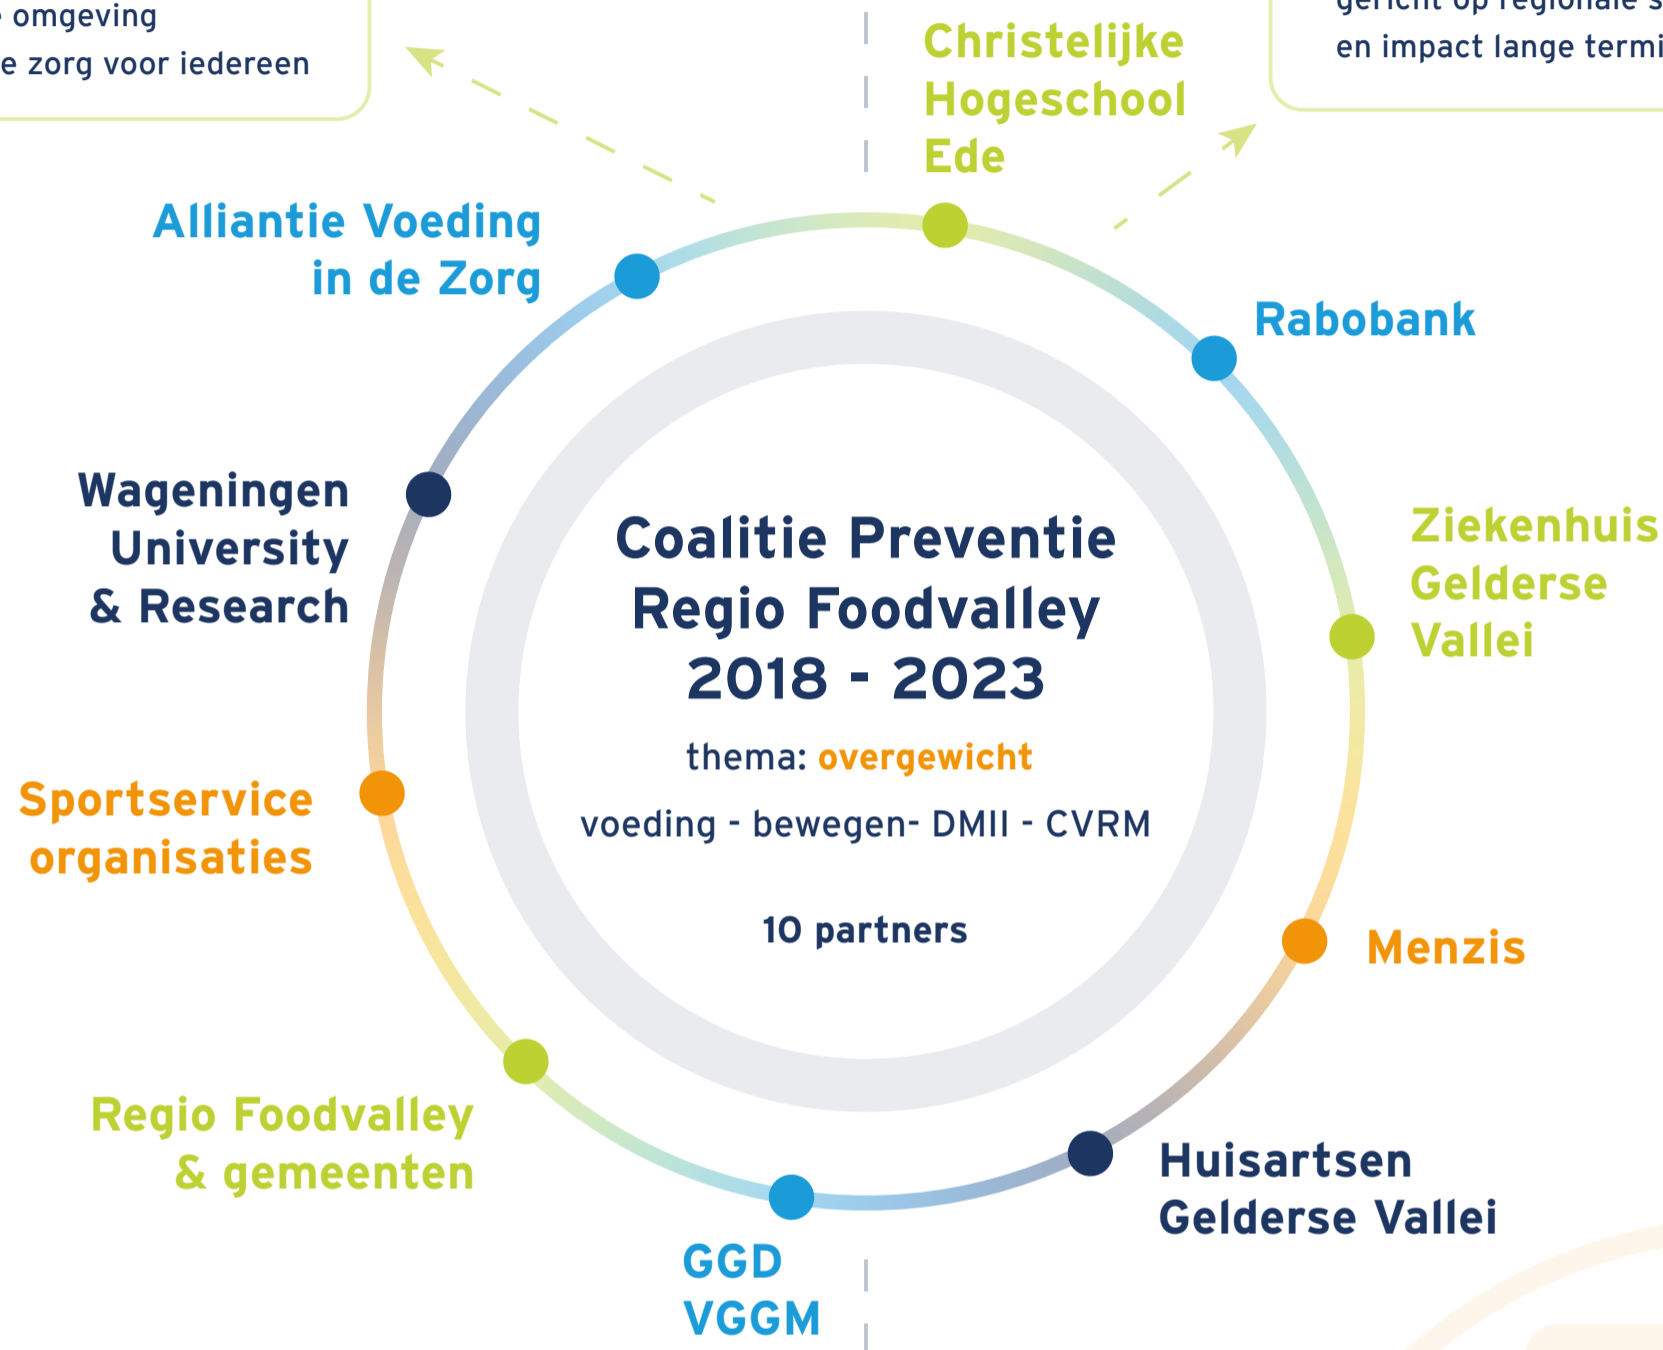 omgeving
e zorg voor iedereen
en impact lange termi
Christelijke
Hogeschool
Ede
Alliantie Voeding
in de Zorg
Rabobank
Wageningen
University
& Research
Ziekenhuis
Gelderse
Vallei
Coalitie Preventie
Regio Foodvalley
2018 - 2023
thema: overgewicht
voeding - bewegen- DMII - CVRM
10 partners
Sportservice
organisaties
Menzis
Regio Foodvalley
& gemeenten
Huisartsen
Gelderse Vallei
GGD
VGGM